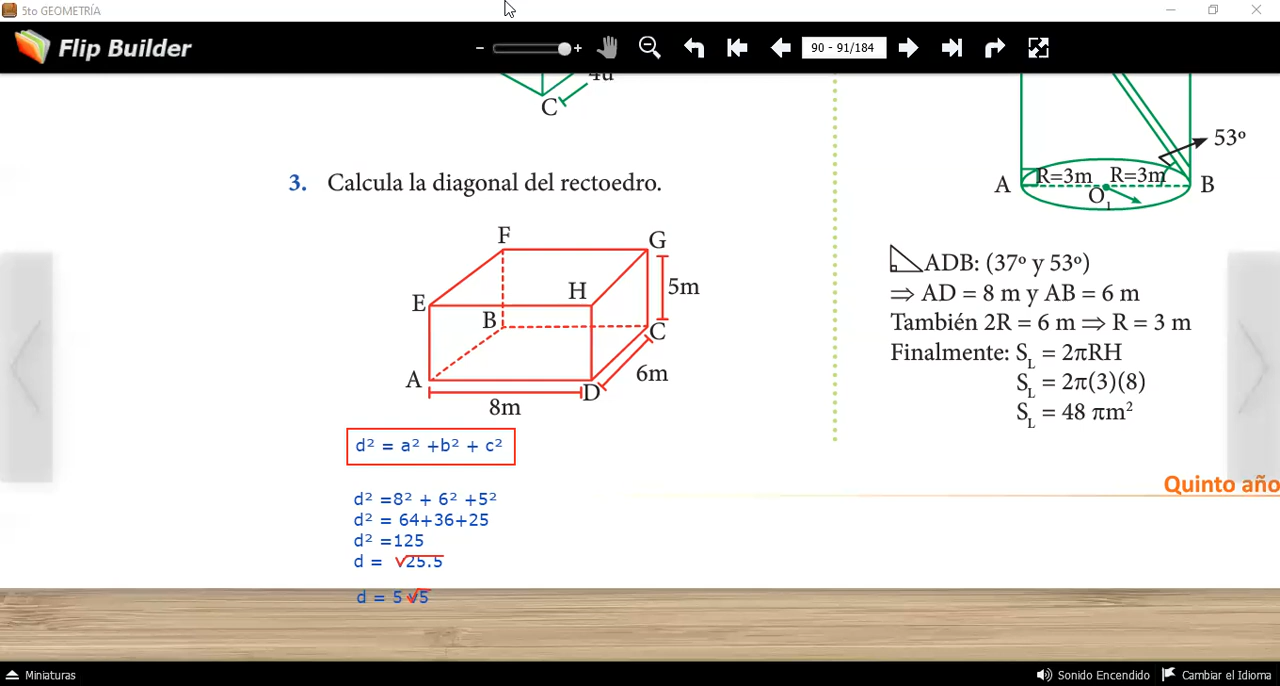 5to GEOMETRÍA
Flip Builder
90 - 91/184
4u
C
3. Calcula la diagonal del rectoedro.
F
G
E
H
5m
B
C
A
D
6m
8m
d² = a² +b² + c²
d² =8² + 6² +5²
d² = 64+36+25
d² =125
d = √25.5
d = 5√5
53º
A
R=3m R=3m
B
O₁
ADB: (37º y 53º)
⇒ AD = 8 m y AB = 6 m
También 2R = 6 m ⇒ R = 3 m
Finalmente: S_L = 2πRH
S_L = 2π(3)(8)
S_L = 48 πm²
Quinto año
Miniaturas
Sonido Encendido
Cambiar el Idioma